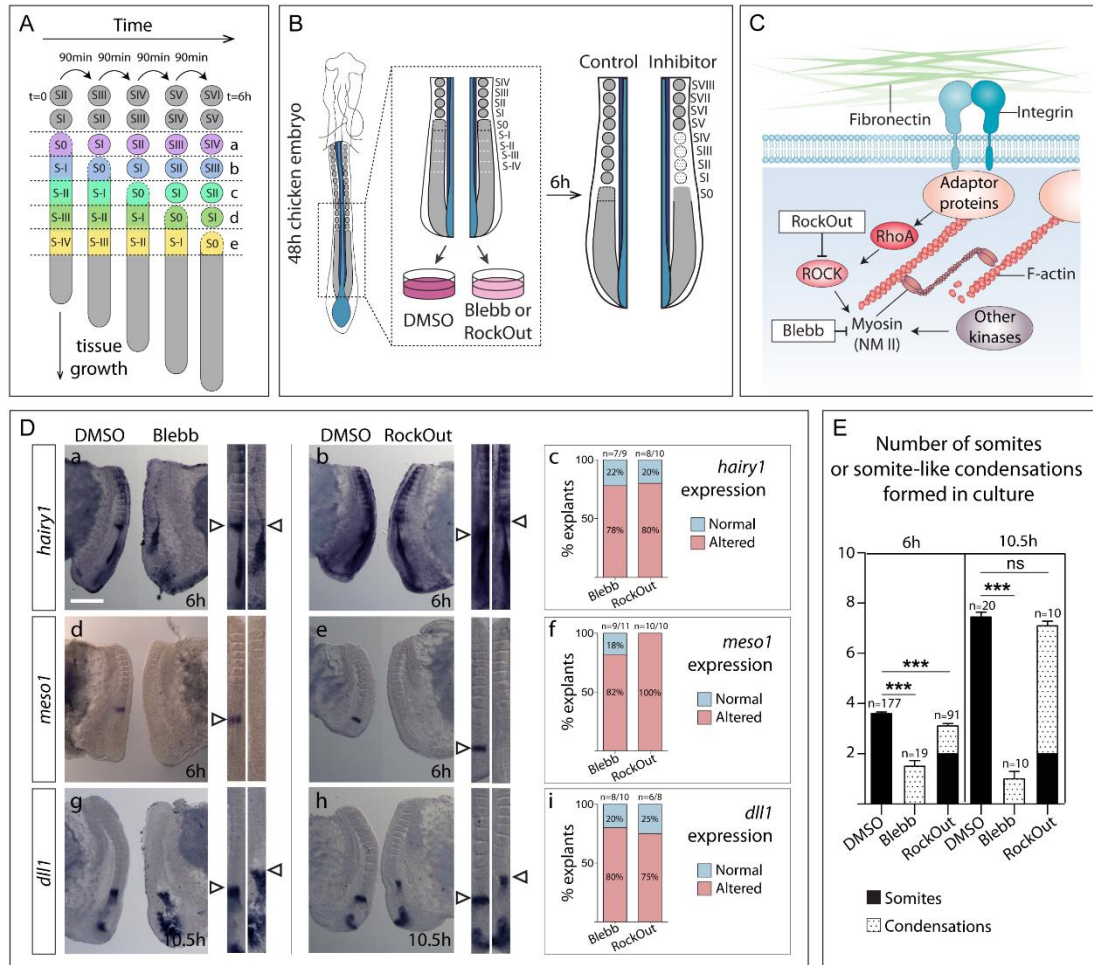 A
Time
90min 90min 90min 90min
t=0 SII SIII SIV SV SVI t=6h
SI SII SIII SIV SV
S0 SI SII SIII SIV a
S-I S0 SI SII SIII b
S-II S-I S0 SI SII c
S-III S-II S-I S0 SI d
S-IV S-III S-II S-I S0 e
tissue
growth
B
48h chicken embryo
SIV
SIII
SII
SI
S0
S-I
S-II
S-III
S-IV
DMSO
Blebb or
RockOut
6h
Control Inhibitor
SVIII
SVII
SVI
SV
SIV
SIII
SII
SI
S0
C
Fibronectin
Integrin
Adaptor
proteins
RockOut
RhoA
ROCK
F-actin
Blebb
Myosin
(NM II)
Other
kinases
D
DMSO Blebb DMSO RockOut
hairy1
a
6h
b
6h
c
n=7/9 n=8/10
% explants
100
50
22% 20%
78% 80%
Blebb RockOut
hairy1
expression
Normal
Altered
meso1
d
6h
e
6h
f
n=9/11 n=10/10
% explants
100
50
18%
82% 100%
Blebb RockOut
meso1
expression
Normal
Altered
dll1
g
10.5h
h
10.5h
i
n=8/10 n=6/8
% explants
100
50
20% 25%
80% 75%
Blebb RockOut
dll1
expression
Normal
Altered
E
Number of somites
or somite-like condensations
formed in culture
6h 10.5h
10
8
6
4
2
n=177
n=19
n=91
n=20
n=10
n=10
***
***
***
ns
DMSO Blebb RockOut DMSO Blebb RockOut
Somites
Condensations